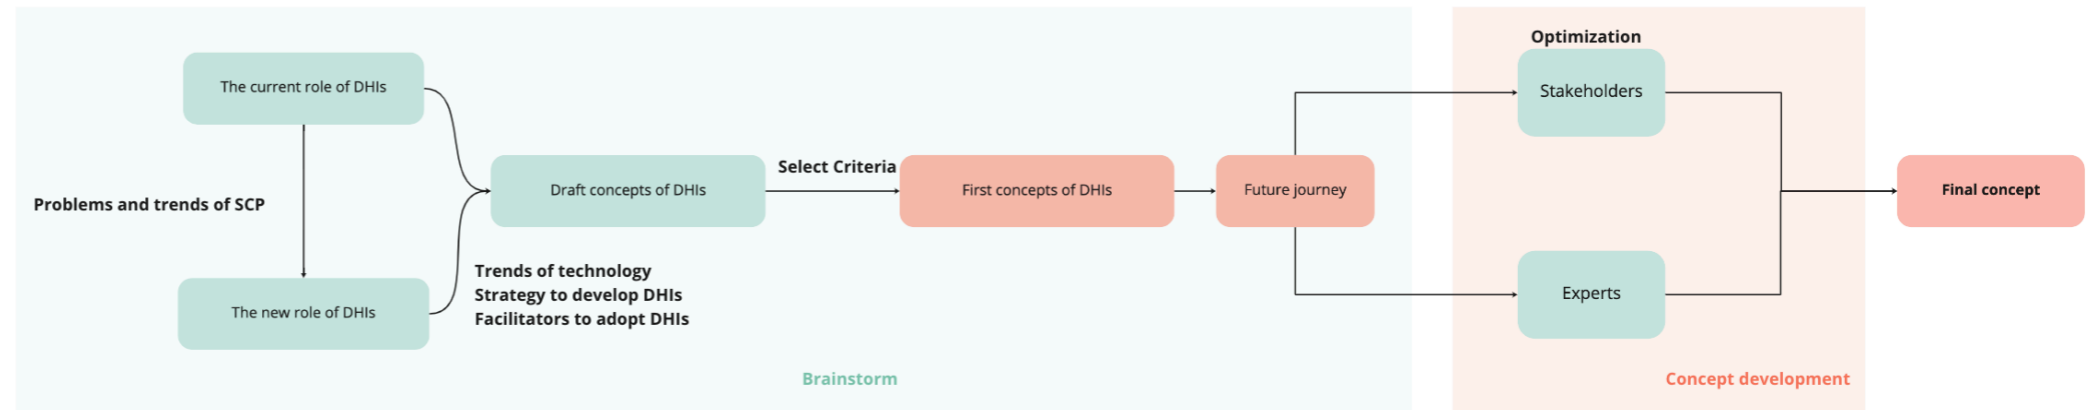 The current role of DHIs
Problems and trends of SCP
The new role of DHIs
Draft concepts of DHIs
Trends of technology
Strategy to develop DHIs
Facilitators to adopt DHIs
Select Criteria
First concepts of DHIs
Future journey
Brainstorm
Optimization
Stakeholders
Experts
Concept development
Final concept